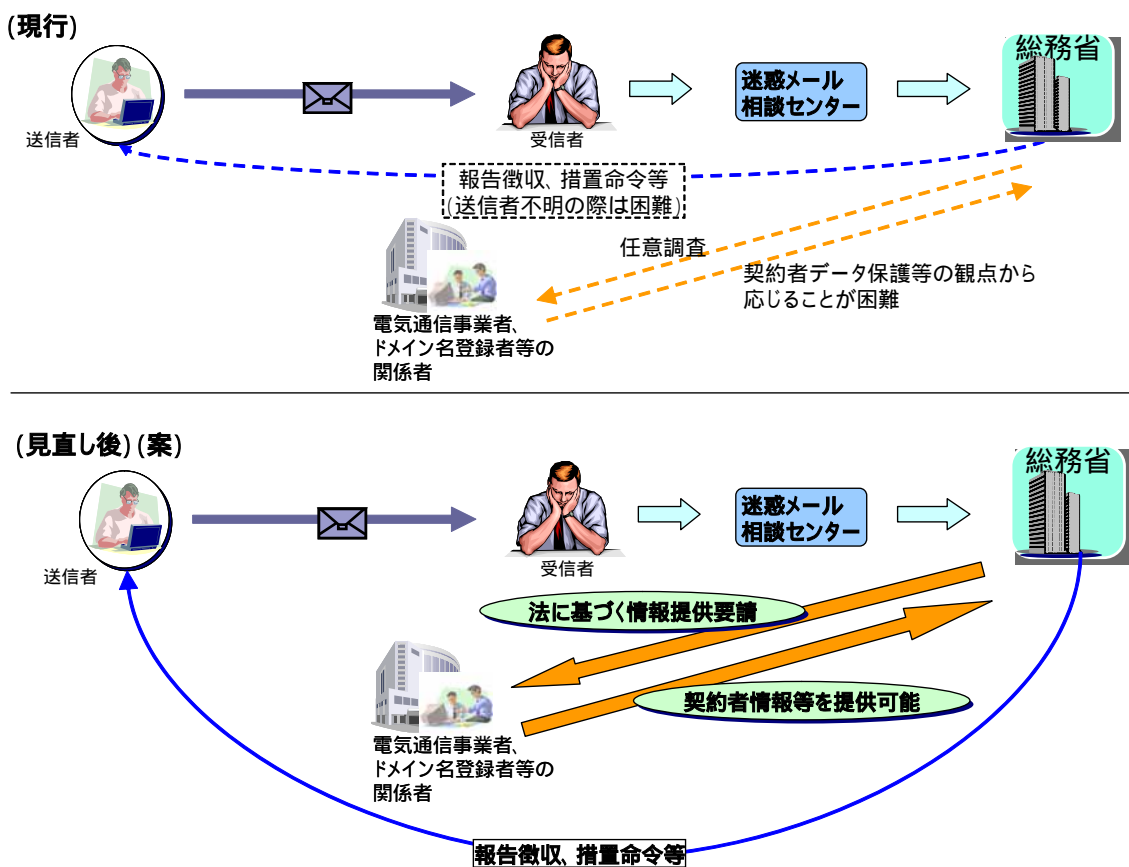 (現行)
総務省
迷惑メール
相談センター
送信者
受信者
報告徴収、措置命令等
(送信者不明の際は困難)
任意調査
契約者データ保護等の観点から
応じることが困難
電気通信事業者、
ドメイン名登録者等の
関係者
(見直し後)(案)
総務省
迷惑メール
相談センター
送信者
受信者
法に基づく情報提供要請
契約者情報等を提供可能
電気通信事業者、
ドメイン名登録者等の
関係者
報告徴収、措置命令等